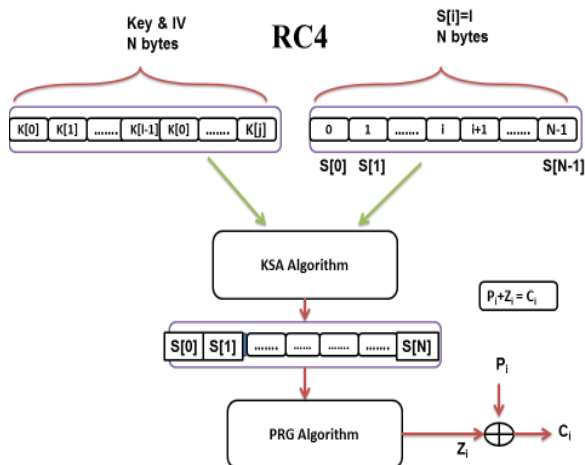 Key & IV
N bytes
RC4
S[i]=I
N bytes
K[0] K[1] ....... K[i-1] K[0] ....... K[j]
0 1 ....... i i+1 ....... N-1
S[0] S[1] S[N-1]
KSA Algorithm
Pi+Zi = Ci
S[0] S[1] ....... ...... ....... ....... S[N]
Pi
PRG Algorithm
Zi
Ci